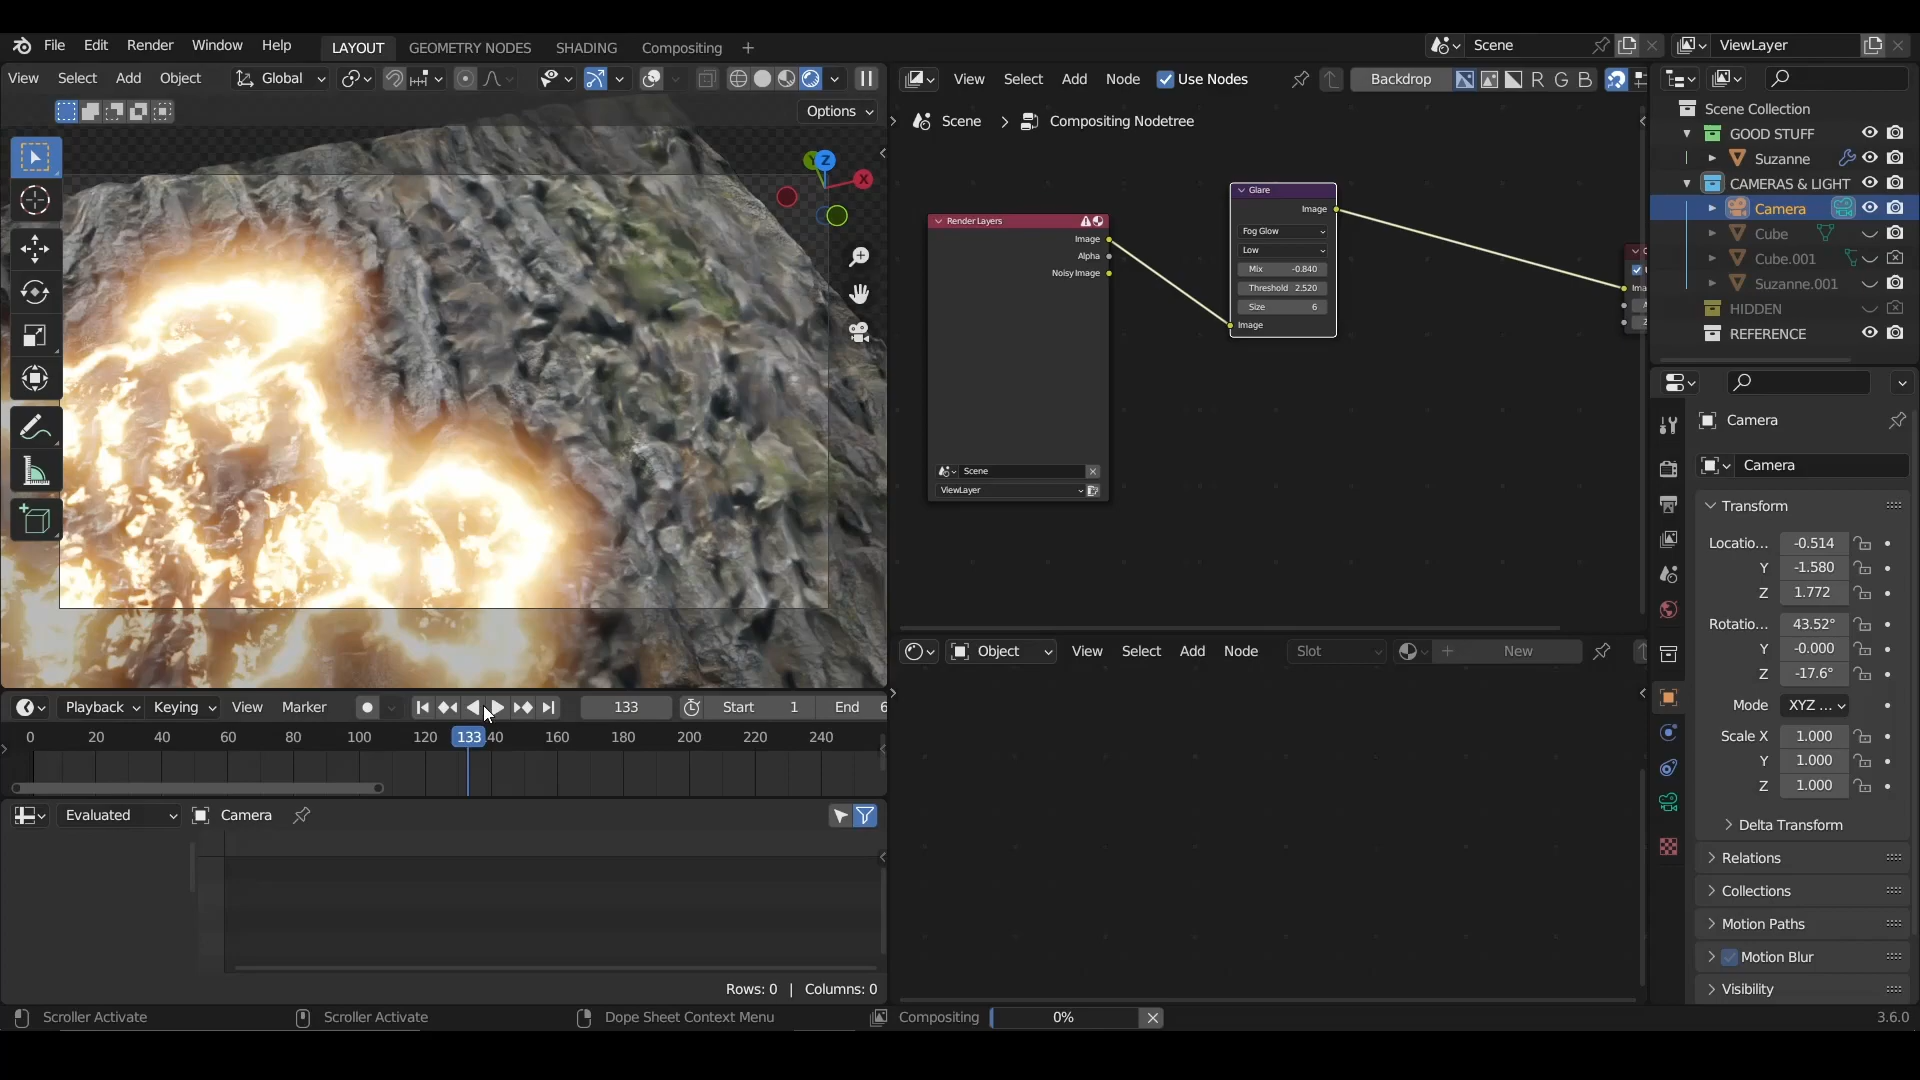 File Edit Render Window Help LAYOUT GEOMETRY NODES SHADING Compositing Scene ViewLayer
View Select Add Object Global View Select Add Node Use Nodes Backdrop R G B
Options
Scene > Compositing Nodetree
Y Z X
Render Layers
Image
Alpha
Noisy Image
Scene
ViewLayer
Glare
Image
Fog Glow
Low
Mix -0.840
Threshold 2.520
Size 6
Image
Ima
Scene Collection
GOOD STUFF
Suzanne
CAMERAS & LIGHT
Camera
Cube
Cube.001
Suzanne.001
HIDDEN
REFERENCE
Camera
Camera
Transform
Locatio... -0.514
Y -1.580
Z 1.772
Rotatio... 43.52°
Y -0.000
Z -17.6°
Mode XYZ ...
Scale X 1.000
Y 1.000
Z 1.000
Delta Transform
Relations
Collections
Motion Paths
Motion Blur
Visibility
Object View Select Add Node Slot New
Playback Keying View Marker 133 Start 1 End 6
0 20 40 60 80 100 120 133 40 160 180 200 220 240
Evaluated Camera
Rows: 0 | Columns: 0
Scroller Activate Scroller Activate Dope Sheet Context Menu Compositing 0% 3.6.0